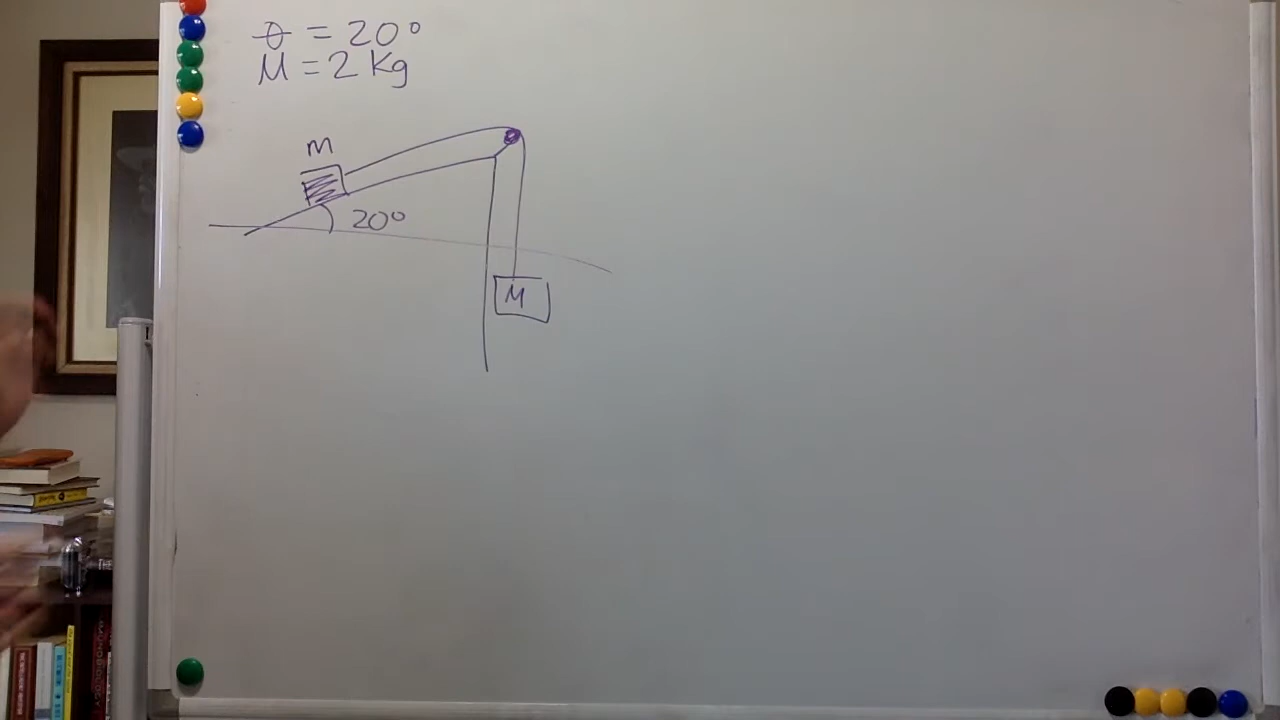 θ = 20°
M = 2 Kg
m
20°
M